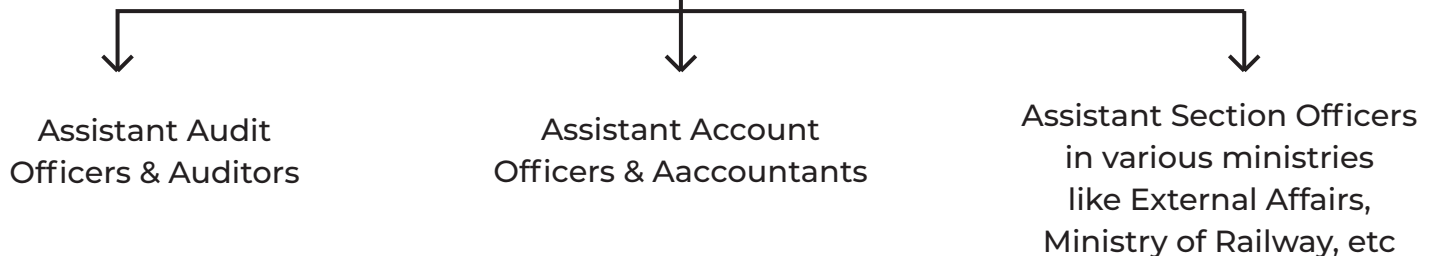 Assistant Audit
Officers & Auditors
Assistant Account
Officers & Aaccountants
Assistant Section Officers
in various ministries
like External Affairs,
Ministry of Railway, etc